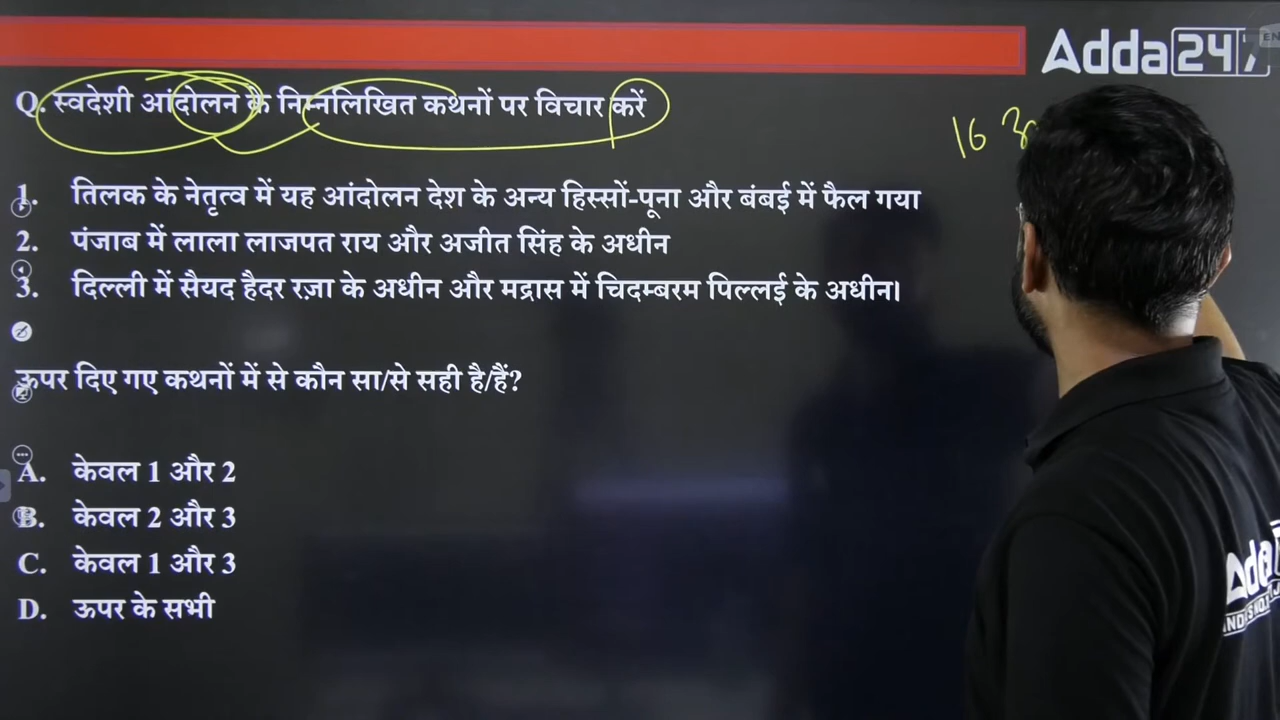 Adda247
EN
Q. स्वदेशी आंदोलन के निम्नलिखित कथनों पर विचार करें
16
1. तिलक के नेतृत्व में यह आंदोलन देश के अन्य हिस्सों-पूना और बंबई में फैल गया
2. पंजाब में लाला लाजपत राय और अजीत सिंह के अधीन
3. दिल्ली में सैयद हैदर रज़ा के अधीन और मद्रास में चिदम्बरम पिल्लई के अधीन।
ऊपर दिए गए कथनों में से कौन सा/से सही है/हैं?
A. केवल 1 और 2
B. केवल 2 और 3
C. केवल 1 और 3
D. ऊपर के सभी